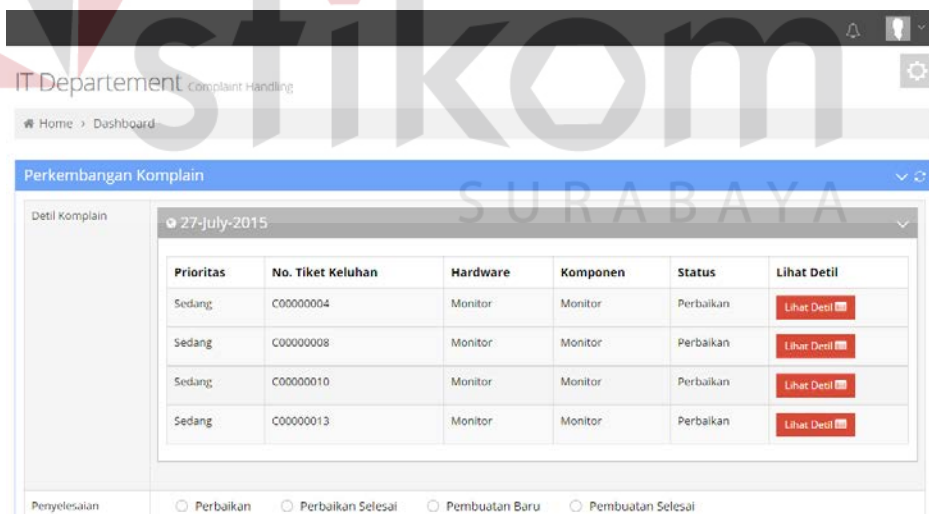 stikom
SURABAYA
IT Departement Complaint Handling
Home > Dashboard
Perkembangan Komplain
Detil Komplain
27-July-2015
Prioritas No. Tiket Keluhan Hardware Komponen Status Lihat Detil
Sedang C00000004 Monitor Monitor Perbaikan Lihat Detil
Sedang C00000008 Monitor Monitor Perbaikan Lihat Detil
Sedang C00000010 Monitor Monitor Perbaikan Lihat Detil
Sedang C00000013 Monitor Monitor Perbaikan Lihat Detil
Penyelesaian Perbaikan Perbaikan Selesai Pembuatan Baru Pembuatan Selesai